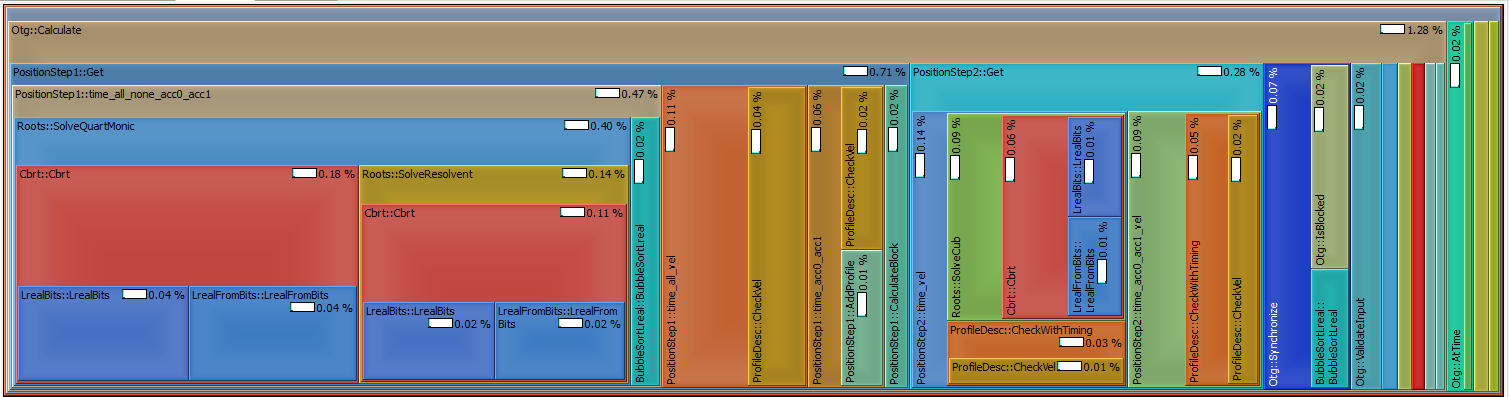 Otg::Calculate 1.28 %
PositionStep1::Get 0.71 %
PositionStep1::time_all_none_acc0_acc1 0.47 %
Roots::SolveQuartMonic 0.40 %
Cbrt::Cbrt 0.18 %
LrealBits::LrealBits 0.04 %
LrealFromBits::LrealFromBits
0.04 %
Roots::SolveResolvent 0.14 %
Cbrt::Cbrt 0.11 %
LrealBits::LrealBits
0.02 %
LrealFromBits::LrealFrom
Bits 0.02 %
BubbleSortLreal::BubbleSortLreal 0.02 %
PositionStep1::time_all_vel 0.11 %
ProfileDesc::CheckVel 0.04 %
PositionStep1::time_acc0_acc1 0.06 %
ProfileDesc::CheckVel 0.02 %
PositionStep1::AddProfile 0.01 %
PositionStep1::CalculateBlock 0.02 %
PositionStep2::Get 0.28 %
PositionStep2::time_vel 0.14 %
Roots::SolveCub 0.09 %
Cbrt::Cbrt 0.06 %
LrealBits::LrealBits
0.01 %
LrealFromBits::
LrealFromBits
0.01 %
ProfileDesc::CheckWithTiming
0.03 %
ProfileDesc::CheckVel 0.01 %
PositionStep2::time_acc0_acc1_vel 0.09 %
ProfileDesc::CheckWithTiming 0.05 %
ProfileDesc::CheckVel 0.02 %
Otg::Synchronize 0.07 %
Otg::IsBlocked 0.02 %
BubbleSortLreal::
BubbleSortLreal
Otg::ValidateInput 0.02 %
Otg::AtTime 0.02 %